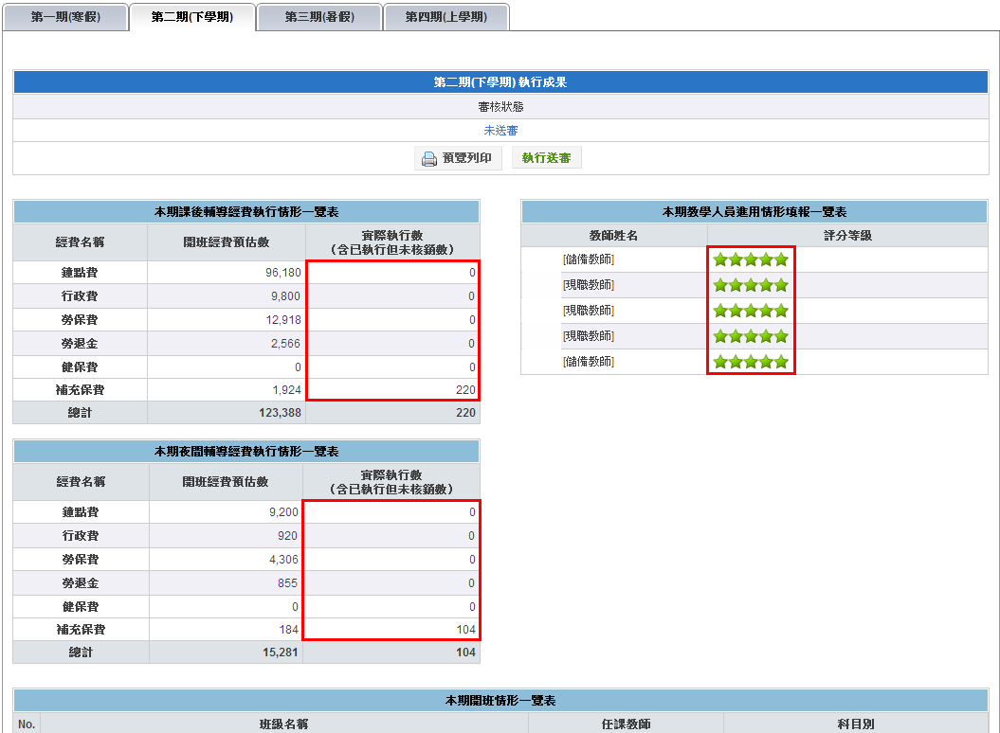 第一期(寒假) 第二期(下學期) 第三期(暑假) 第四期(上學期)
第二期(下學期) 執行成果
審核狀態
未送審
預覽列印 執行送審
本期課後輔導經費執行情形一覽表
經費名稱 開班經費預估數 實際執行數
(含已執行但未核銷數)
鐘點費 96,180 0
行政費 9,800 0
勞保費 12,918 0
勞退金 2,566 0
健保費 0 0
補充保費 1,924 220
總計 123,388 220
本期教學人員進用情形填報一覽表
教師姓名 評分等級
[儲備教師]
[現職教師]
[現職教師]
[現職教師]
[儲備教師]
本期夜間輔導經費執行情形一覽表
經費名稱 開班經費預估數 實際執行數
(含已執行但未核銷數)
鐘點費 9,200 0
行政費 920 0
勞保費 4,306 0
勞退金 855 0
健保費 0 0
補充保費 184 104
總計 15,281 104
本期開班情形一覽表
No. 班級名稱 任課教師 科目別